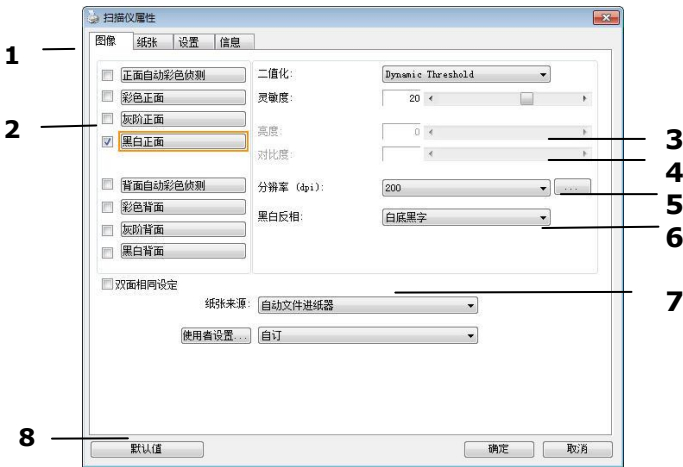 扫描仪属性
图像 纸张 设置 信息
1
正面自动彩色侦测
彩色正面
灰阶正面
黑白正面
背面自动彩色侦测
彩色背面
灰阶背面
黑白背面
2
二值化: Dynamic Threshold
灵敏度: 20
亮度: 0
对比度:
3
4
分辨率 (dpi): 200 ...
5
黑白反相: 白底黑字
6
双面相同设定
纸张来源: 自动文件进纸器
7
使用者设置... 自订
8
默认值 确定 取消